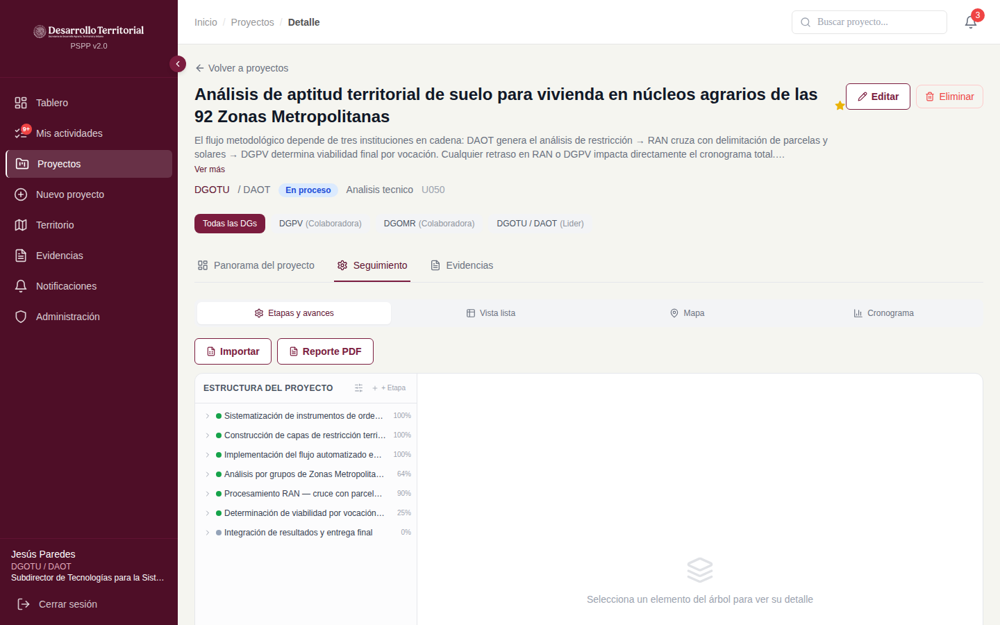 Desarrollo Territorial
Secretaría de Desarrollo Agrario, Territorial y Urbano
PSPP v2.0
Tablero
9+
Mis actividades
Proyectos
Nuevo proyecto
Territorio
Evidencias
Notificaciones
Administración
Jesús Paredes
DGOTU / DAOT
Subdirector de Tecnologías para la Sist…
Cerrar sesión
Inicio / Proyectos / Detalle
Buscar proyecto...
3
Volver a proyectos
Análisis de aptitud territorial de suelo para vivienda en núcleos agrarios de las
92 Zonas Metropolitanas
Editar
Eliminar
El flujo metodológico depende de tres instituciones en cadena: DAOT genera el análisis de restricción → RAN cruza con delimitación de parcelas y
solares → DGPV determina viabilidad final por vocación. Cualquier retraso en RAN o DGPV impacta directamente el cronograma total.…
Ver más
DGOTU / DAOT En proceso Analisis tecnico U050
Todas las DGs DGPV (Colaboradora) DGOMR (Colaboradora) DGOTU / DAOT (Lider)
Panorama del proyecto Seguimiento Evidencias
Etapas y avances Vista lista Mapa Cronograma
Importar Reporte PDF
ESTRUCTURA DEL PROYECTO + + Etapa
Sistematización de instrumentos de orde… 100%
Construcción de capas de restricción terri… 100%
Implementación del flujo automatizado e… 100%
Análisis por grupos de Zonas Metropolita… 64%
Procesamiento RAN — cruce con parcel… 90%
Determinación de viabilidad por vocación… 25%
Integración de resultados y entrega final 0%
Selecciona un elemento del árbol para ver su detalle